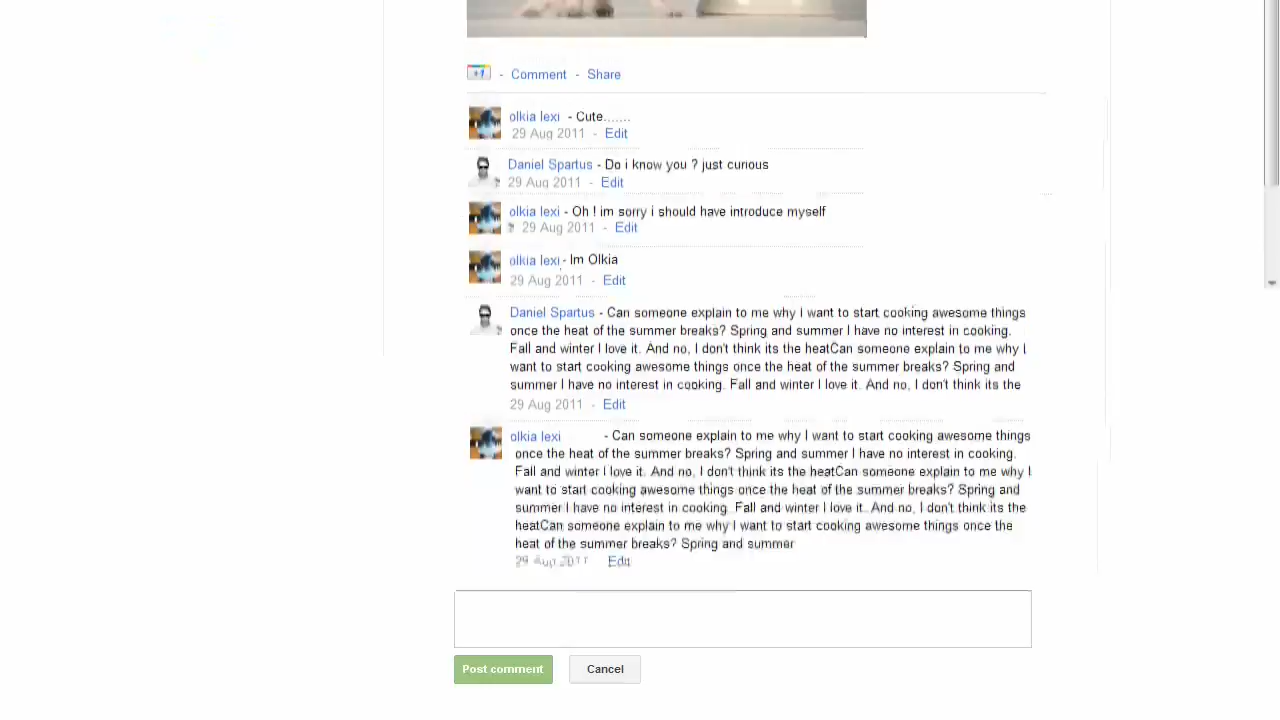 +1 - Comment - Share
olkia lexi - Cute.......
29 Aug 2011 - Edit
Daniel Spartus - Do i know you ? just curious
29 Aug 2011 - Edit
olkia lexi - Oh ! im sorry i should have introduce myself
29 Aug 2011 - Edit
olkia lexi - Im Olkia
29 Aug 2011 - Edit
Daniel Spartus - Can someone explain to me why I want to start cooking awesome things
once the heat of the summer breaks? Spring and summer I have no interest in cooking.
Fall and winter I love it. And no, I don't think its the heatCan someone explain to me why I
want to start cooking awesome things once the heat of the summer breaks? Spring and
summer I have no interest in cooking. Fall and winter I love it. And no, I don't think its the
29 Aug 2011 - Edit
olkia lexi - Can someone explain to me why I want to start cooking awesome things
once the heat of the summer breaks? Spring and summer I have no interest in cooking.
Fall and winter I love it. And no, I don't think its the heatCan someone explain to me why I
want to start cooking awesome things once the heat of the summer breaks? Spring and
summer I have no interest in cooking. Fall and winter I love it. And no, I don't think its the
heatCan someone explain to me why I want to start cooking awesome things once the
heat of the summer breaks? Spring and summer
29 Aug 2011 Edit
Post comment Cancel